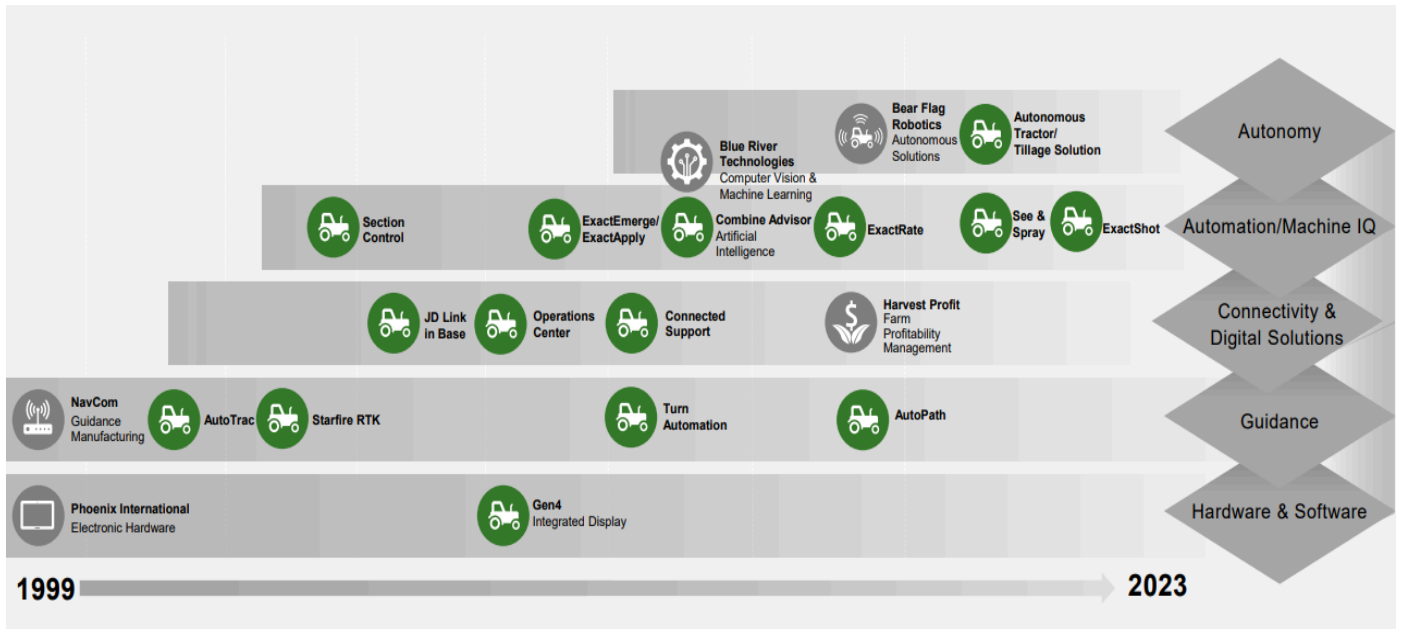 Bear Flag
Robotics
Autonomous
Solutions
Autonomous
Tractor/
Tillage Solution
Autonomy
Blue River
Technologies
Computer Vision &
Machine Learning
Section
Control
ExactEmerge/
ExactApply
Combine Advisor
Artificial
Intelligence
ExactRate
See &
Spray
ExactShot
Automation/Machine IQ
JD Link
in Base
Operations
Center
Connected
Support
$
Harvest Profit
Farm
Profitability
Management
Connectivity &
Digital Solutions
NavCom
Guidance
Manufacturing
AutoTrac
Starfire RTK
Turn
Automation
AutoPath
Guidance
Phoenix International
Electronic Hardware
Gen4
Integrated Display
Hardware & Software
1999
2023